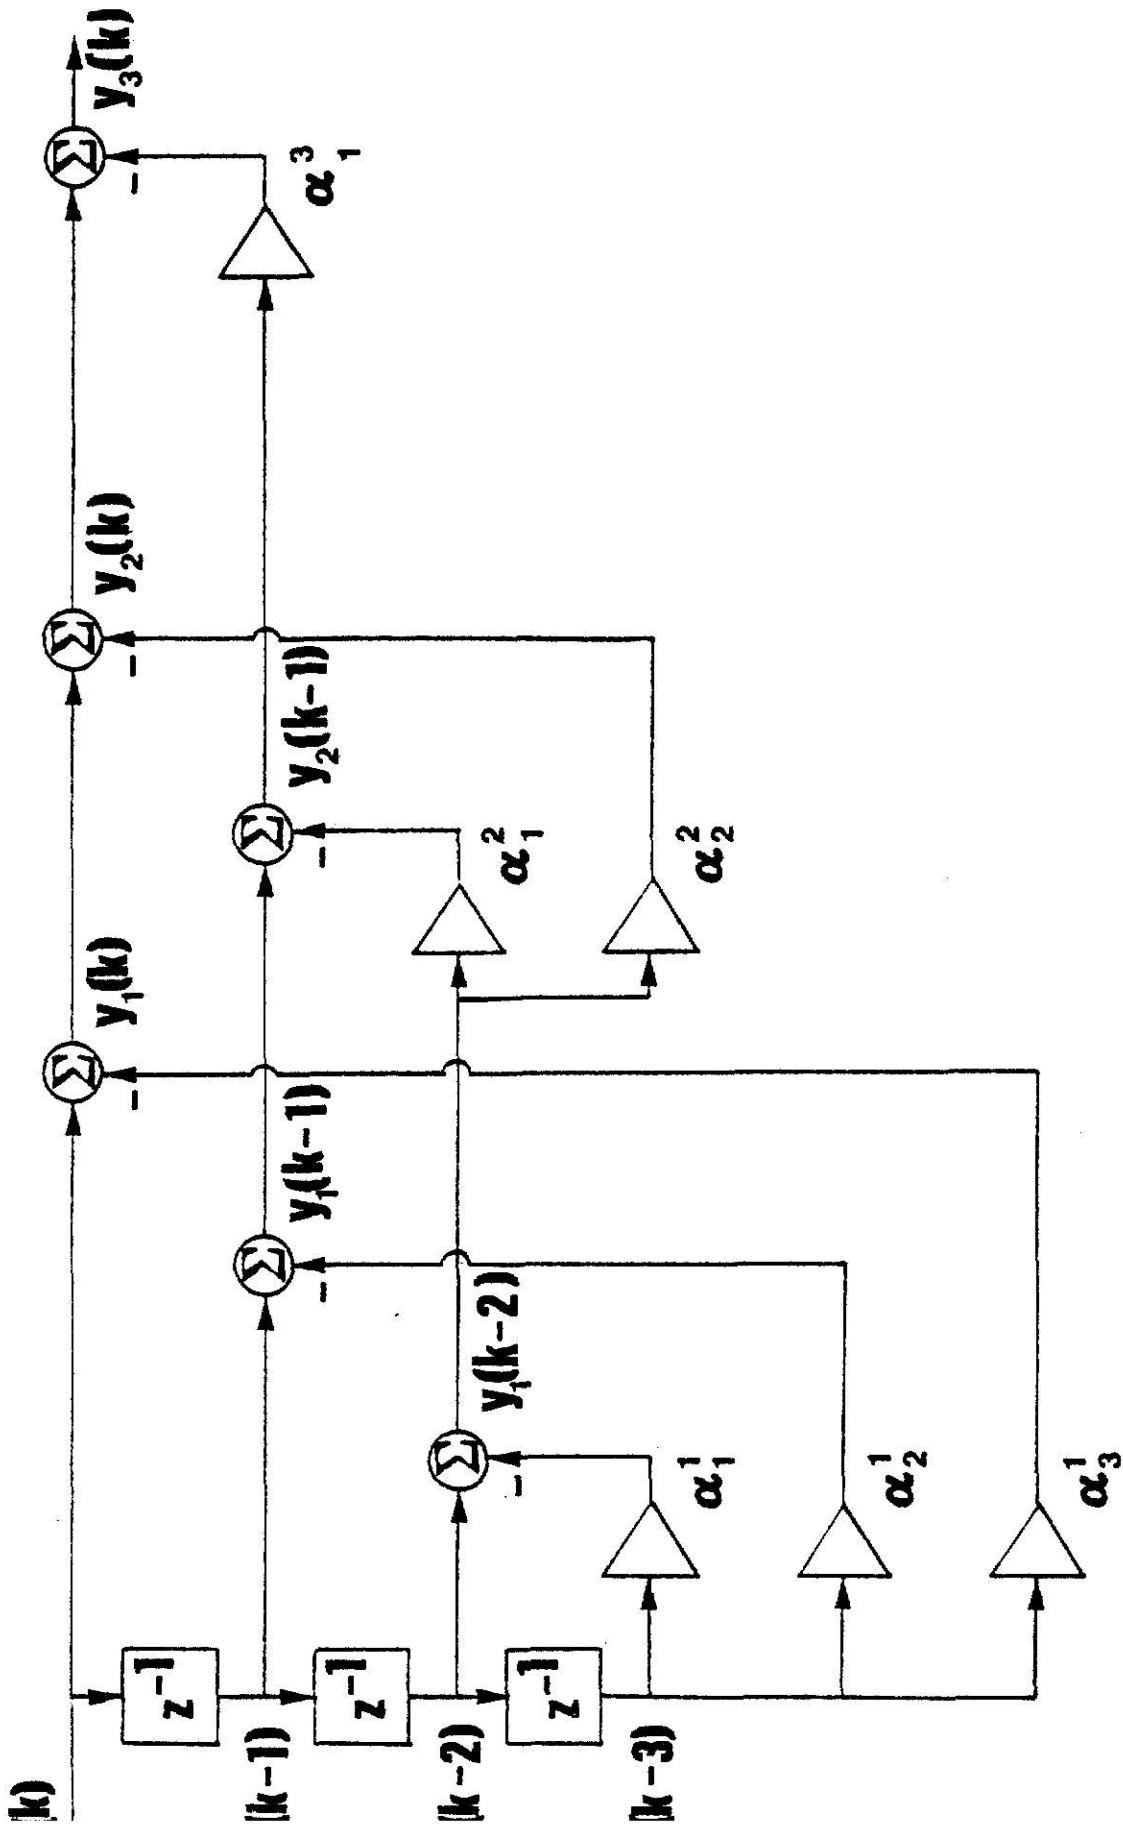 (k)
z⁻¹
(k-1)
z⁻¹
(k-2)
z⁻¹
(k-3)
α₁¹
α₂¹
α₃¹
Σ
−
y₁(k-2)
Σ
−
y₁(k-1)
Σ
−
y₁(k)
α₁²
α₂²
Σ
−
y₂(k-1)
Σ
−
y₂(k)
α₁³
Σ
−
y₃(k)